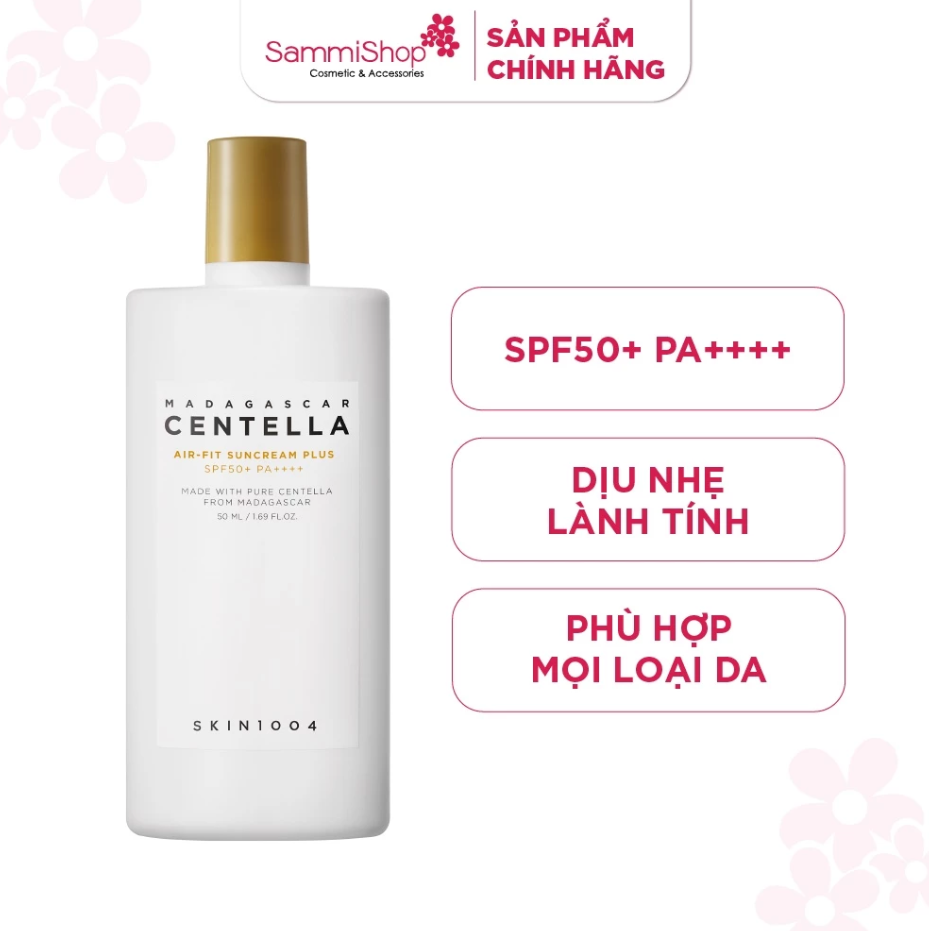 SammiShop
Cosmetic & Accessories
SẢN PHẨM
CHÍNH HÃNG
MADAGASCAR
CENTELLA
AIR-FIT SUNCREAM PLUS
SPF50+ PA++++
MADE WITH PURE CENTELLA
FROM MADAGASCAR
50 ML / 1.69 FL.OZ.
SKIN1004
SPF50+ PA++++
DỊU NHẸ
LÀNH TÍNH
PHÙ HỢP
MỌI LOẠI DA